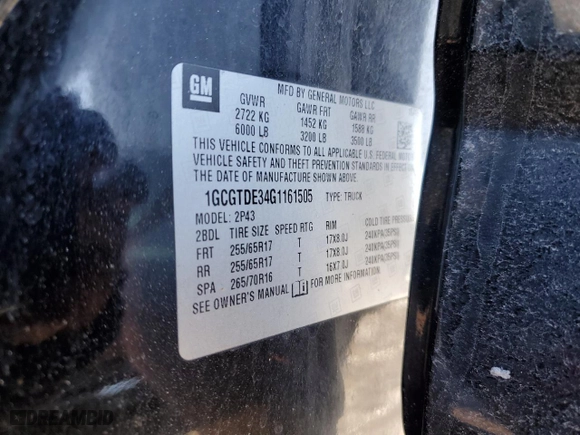 GM
MFD BY GENERAL MOTORS LLC
GVWR GAWR FRT GAWR RR
2722 KG 1452 KG 1588 KG
6000 LB 3200 LB 3500 LB
THIS VEHICLE CONFORMS TO ALL APPLICABLE U.S. FEDERAL
VEHICLE SAFETY AND THEFT PREVENTION STANDARDS IN EFFECT
THE DATE OF MANUFACTURE SHOWN ABOVE.
1GCGTDE34G1161505 TYPE: TRUCK
MODEL: 2P43
2BDL TIRE SIZE SPEED RTG RIM COLD TIRE
FRT 255/65R17 T 17X8.0J 240KPA(35PSI)
RR 255/65R17 T 17X8.0J 240KPA(35PSI)
SPA 265/70R16 T 16X7.0J 240KPA(35PSI)
SEE OWNER'S MANUAL FOR MORE INFORMATION.
DREAMBID